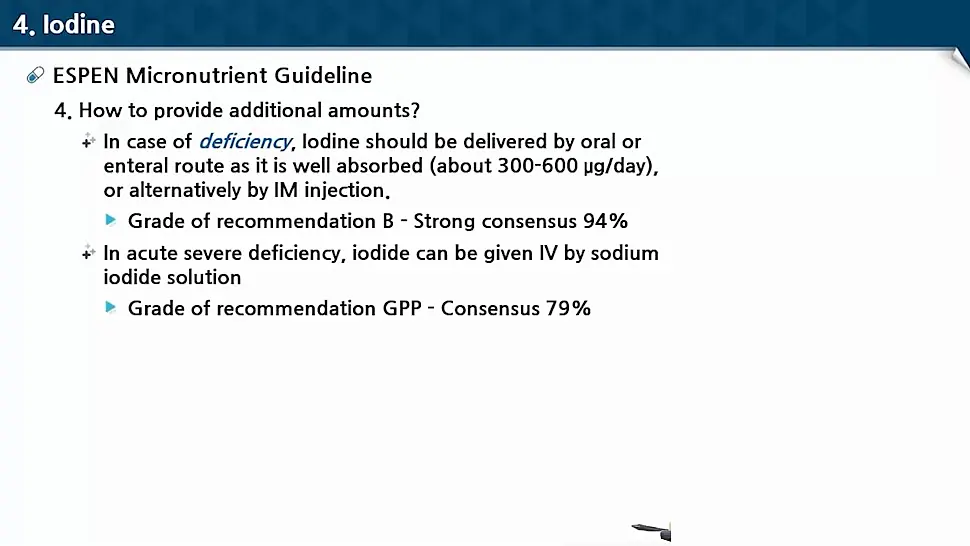 4. Iodine
ESPEN Micronutrient Guideline
4. How to provide additional amounts?
In case of deficiency, Iodine should be delivered by oral or
enteral route as it is well absorbed (about 300-600 μg/day),
or alternatively by IM injection.
Grade of recommendation B - Strong consensus 94%
In acute severe deficiency, iodide can be given IV by sodium
iodide solution
Grade of recommendation GPP - Consensus 79%